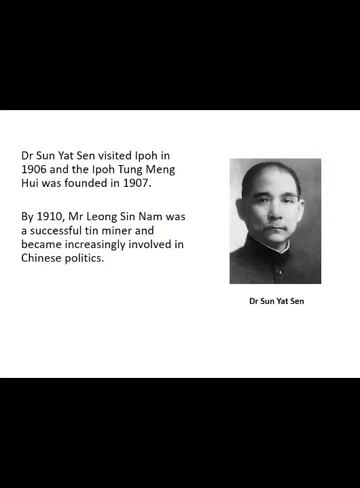 Dr Sun Yat Sen visited Ipoh in
1906 and the Ipoh Tung Meng
Hui was founded in 1907.
By 1910, Mr Leong Sin Nam was
a successful tin miner and
became increasingly involved in
Chinese politics.
Dr Sun Yat Sen